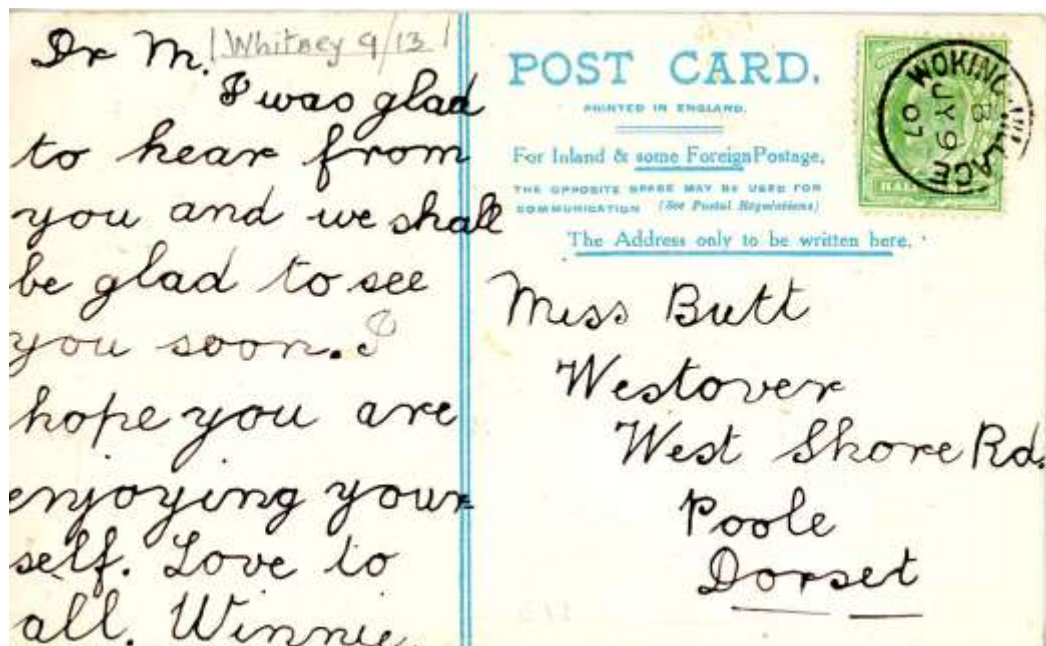 Dr M.
Whitney 9/13
I was glad
to hear from
you and we shall
be glad to see
you soon. I
hope you are
enjoying your-
self. Love to
all. Winnie.
POST CARD.
PRINTED IN ENGLAND.
For Inland & some Foreign Postage,
THE OPPOSITE SPACE MAY BE USED FOR
COMMUNICATION (See Postal Regulations)
The Address only to be written here.
Miss Butt
Westover
West Shore Rd.
Poole
Dorset
WOKING VILLAGE
B
JY 9
07